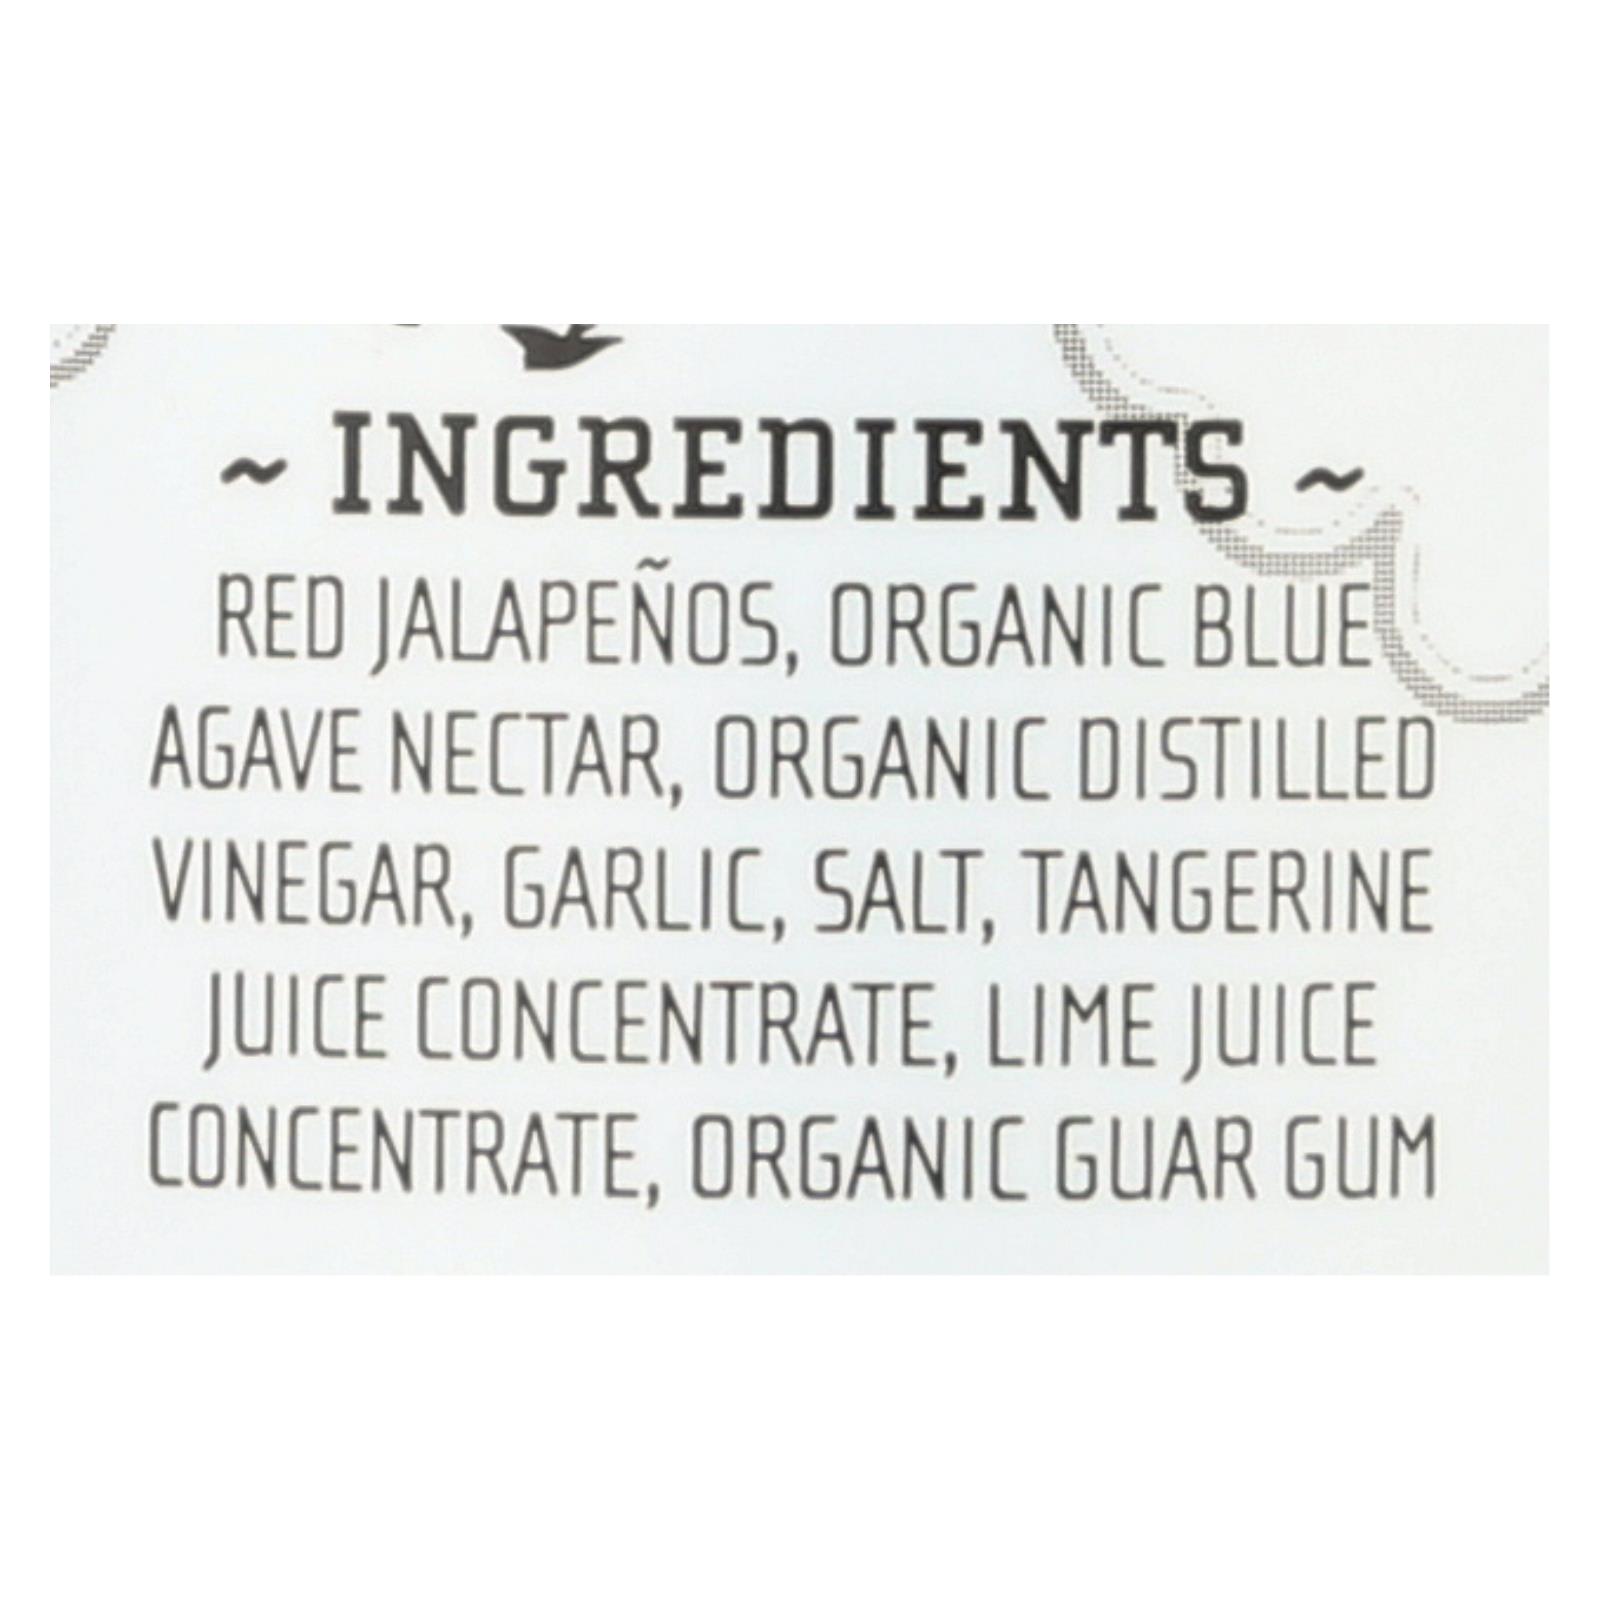 ~ INGREDIENTS ~
RED JALAPEÑOS, ORGANIC BLUE
AGAVE NECTAR, ORGANIC DISTILLED
VINEGAR, GARLIC, SALT, TANGERINE
JUICE CONCENTRATE, LIME JUICE
CONCENTRATE, ORGANIC GUAR GUM